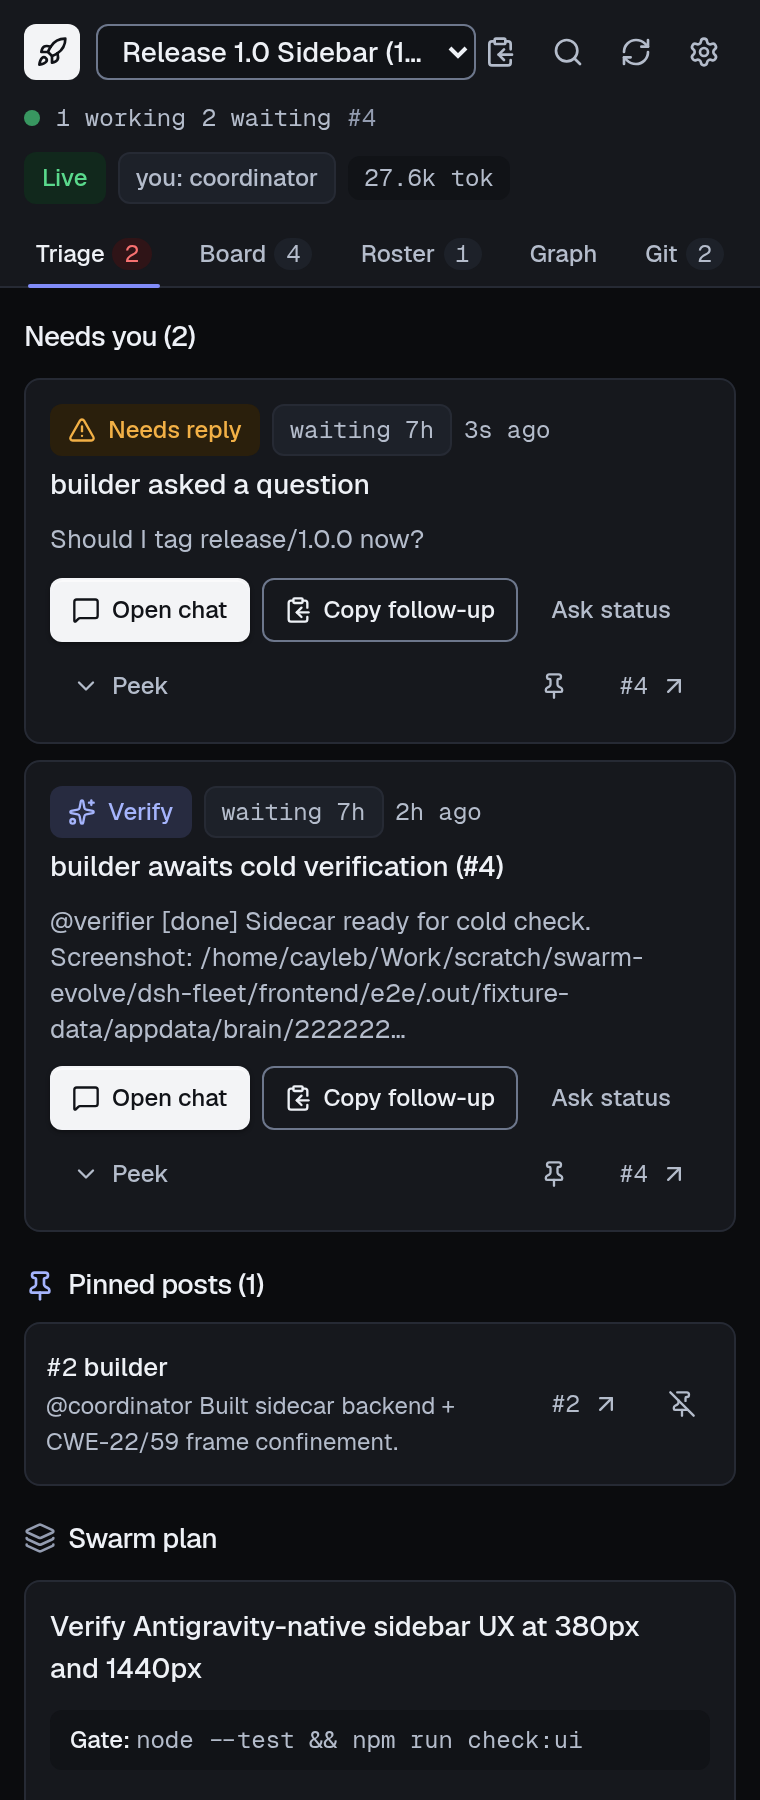 Release 1.0 Sidebar (1...
1 working 2 waiting #4
Live you: coordinator 27.6k tok
Triage 2 Board 4 Roster 1 Graph Git 2
Needs you (2)
Needs reply waiting 7h 3s ago
builder asked a question
Should I tag release/1.0.0 now?
Open chat Copy follow-up Ask status
Peek #4
Verify waiting 7h 2h ago
builder awaits cold verification (#4)
@verifier [done] Sidecar ready for cold check.
Screenshot: /home/cayleb/Work/scratch/swarm-
evolve/dsh-fleet/frontend/e2e/.out/fixture-
data/appdata/brain/222222...
Open chat Copy follow-up Ask status
Peek #4
Pinned posts (1)
#2 builder
@coordinator Built sidecar backend +
CWE-22/59 frame confinement.
#2
Swarm plan
Verify Antigravity-native sidebar UX at 380px
and 1440px
Gate: node --test && npm run check:ui